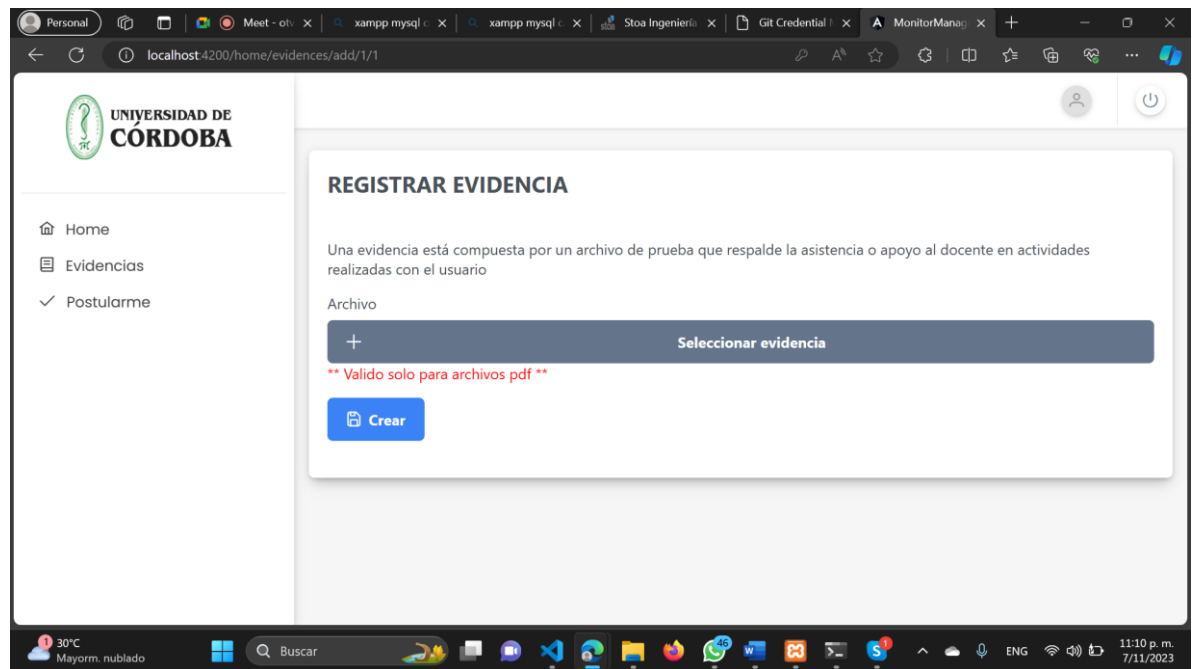 Personal
Meet - otv
xampp mysql c
xampp mysql c
Stoa Ingeniería
Git Credential M
MonitorManag
localhost:4200/home/evidences/add/1/1
UNIVERSIDAD DE
CÓRDOBA
Home
Evidencias
Postularme
REGISTRAR EVIDENCIA
Una evidencia está compuesta por un archivo de prueba que respalde la asistencia o apoyo al docente en actividades
realizadas con el usuario
Archivo
Seleccionar evidencia
** Valido solo para archivos pdf **
Crear
1
30°C
Mayorm. nublado
Buscar
46
1
ENG
11:10 p. m.
7/11/2023